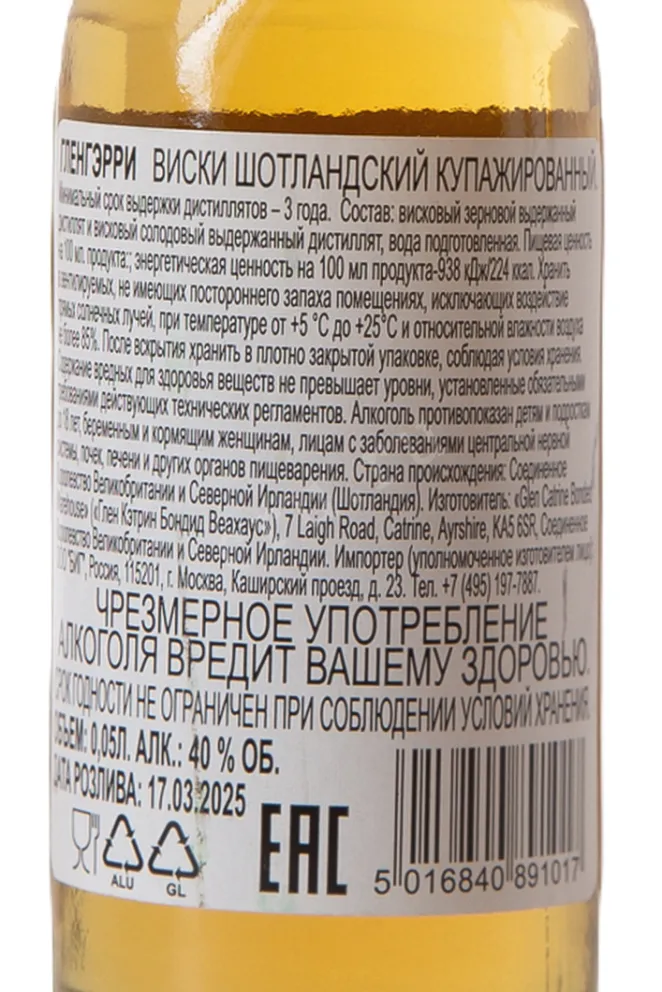 ГЛЕНГЭРРИ ВИСКИ ШОТЛАНДСКИЙ КУПАЖИРОВАННЫЙ.
Минимальный срок выдержки дистиллятов – 3 года. Состав: висковый зерновой выдержанный
дистиллят и висковый солодовый выдержанный дистиллят, вода подготовленная. Пищевая ценность
на 100 мл. продукта:; энергетическая ценность на 100 мл продукта-938 кДж/224 ккал. Хранить
в вентилируемых, не имеющих постороннего запаха помещениях, исключающих воздействие
прямых солнечных лучей, при температуре от +5 °С до +25°С и относительной влажности воздуха
не более 85%. После вскрытия хранить в плотно закрытой упаковке, соблюдая условия хранения.
Содержание вредных для здоровья веществ не превышает уровни, установленные обязательными
требованиями действующих технических регламентов. Алкоголь противопоказан детям и подросткам
до 18 лет, беременным и кормящим женщинам, лицам с заболеваниями центральной нервной
системы, почек, печени и других органов пищеварения. Страна происхождения: Соединенное
Королевство Великобритании и Северной Ирландии (Шотландия). Изготовитель: «Glen Catrine Bonded
Warehouse» («Глен Кэтрин Бондид Веахаус»), 7 Laigh Road, Catrine, Ayrshire, KA5 6SR, Соединенное
Королевство Великобритании и Северной Ирландии. Импортер (уполномоченное изготовителем лицо):
ООО "БИГ", Россия, 115201, г. Москва, Каширский проезд, д. 23. Тел. +7 (495) 197-7887.
ЧРЕЗМЕРНОЕ УПОТРЕБЛЕНИЕ
АЛКОГОЛЯ ВРЕДИТ ВАШЕМУ ЗДОРОВЬЮ.
СРОК ГОДНОСТИ НЕ ОГРАНИЧЕН ПРИ СОБЛЮДЕНИИ УСЛОВИЙ ХРАНЕНИЯ.
ОБЪЕМ: 0,05Л. АЛК.: 40 % ОБ.
ДАТА РОЗЛИВА: 17.03.2025
ALU
GL
ЕАС
5 016840 891017